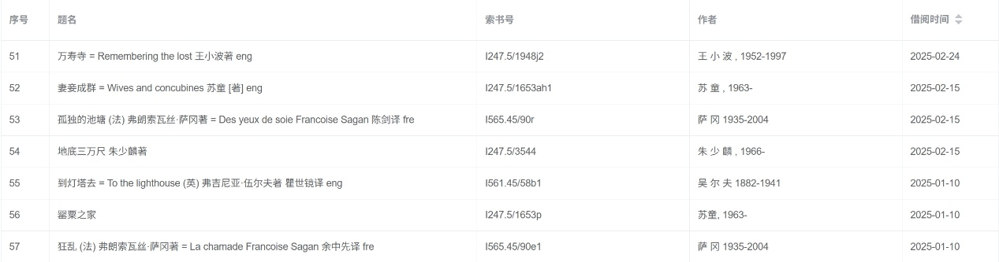 序号 题名 索书号 作者 借阅时间
51 万寿寺 = Remembering the lost 王小波著 eng I247.5/1948j2 王 小 波 , 1952-1997 2025-02-24
52 妻妾成群 = Wives and concubines 苏童 [著] eng I247.5/1653ah1 苏 童 , 1963- 2025-02-15
53 孤独的池塘 (法) 弗朗索瓦丝·萨冈著 = Des yeux de soie Francoise Sagan 陈剑译 fre I565.45/90r 萨 冈 1935-2004 2025-02-15
54 地底三万尺 朱少麟著 I247.5/3544 朱 少 麟 , 1966- 2025-02-15
55 到灯塔去 = To the lighthouse (英) 弗吉尼亚·伍尔夫著 瞿世镜译 eng I561.45/58b1 吴 尔 夫 1882-1941 2025-01-10
56 罂粟之家 I247.5/1653p 苏童, 1963- 2025-01-10
57 狂乱 (法) 弗朗索瓦丝·萨冈著 = La chamade Francoise Sagan 余中先译 fre I565.45/90e1 萨 冈 1935-2004 2025-01-10